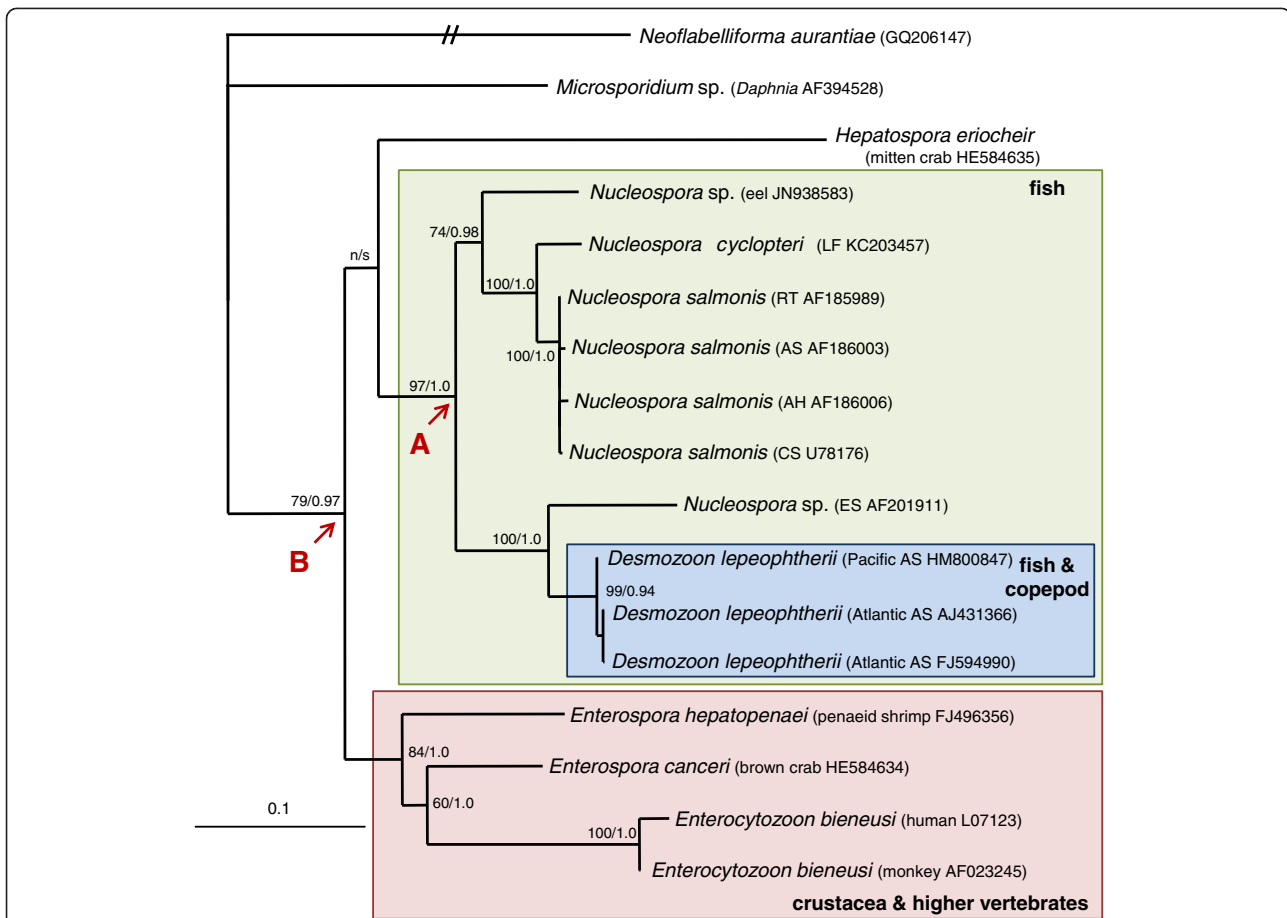 Neoflabelliforma aurantiae (GQ206147)
Microsporidium sp. (Daphnia AF394528)
Hepatospora eriocheir
(mitten crab HE584635)
fish
Nucleospora sp. (eel JN938583)
74/0.98
Nucleospora cyclopteri (LF KC203457)
n/s
100/1.0
Nucleospora salmonis (RT AF185989)
Nucleospora salmonis (AS AF186003)
100/1.0
97/1.0
Nucleospora salmonis (AH AF186006)
A
Nucleospora salmonis (CS U78176)
79/0.97
Nucleospora sp. (ES AF201911)
100/1.0
B
Desmozoon lepeophtherii (Pacific AS HM800847)
fish &
copepod
99/0.94
Desmozoon lepeophtherii (Atlantic AS AJ431366)
Desmozoon lepeophtherii (Atlantic AS FJ594990)
Enterospora hepatopenaei (penaeid shrimp FJ496356)
84/1.0
Enterospora canceri (brown crab HE584634)
0.1
60/1.0
Enterocytozoon bieneusi (human L07123)
100/1.0
Enterocytozoon bieneusi (monkey AF023245)
crustacea & higher vertebrates